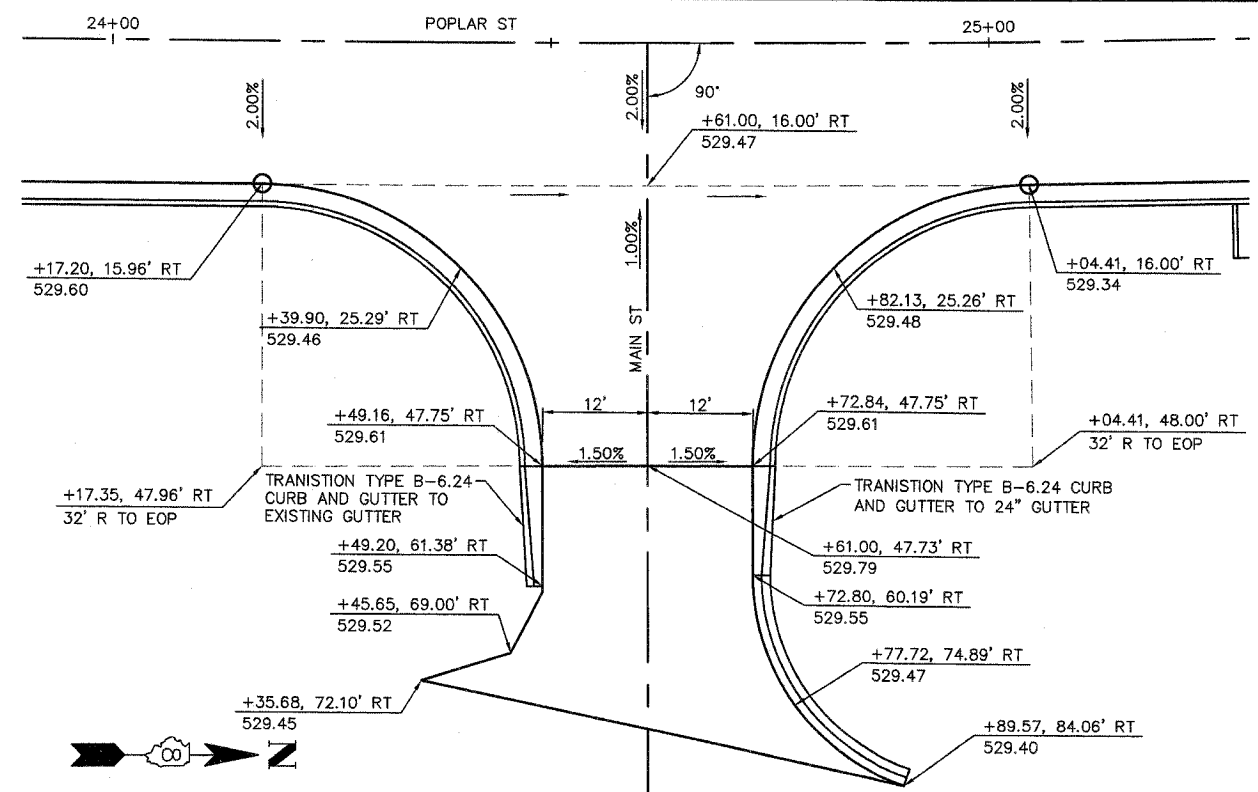 24+00
POPLAR ST
25+00
2.00%
2.00%
90°
2.00%
+61.00, 16.00' RT
529.47
1.00%
+17.20, 15.96' RT
529.60
+04.41, 16.00' RT
529.34
+39.90, 25.29' RT
529.46
+82.13, 25.26' RT
529.48
MAIN ST
12'
12'
+49.16, 47.75' RT
529.61
+72.84, 47.75' RT
529.61
+04.41, 48.00' RT
32' R TO EOP
1.50%
1.50%
+17.35, 47.96' RT
32' R TO EOP
TRANISTION TYPE B-6.24
CURB AND GUTTER TO
EXISTING GUTTER
TRANISTION TYPE B-6.24 CURB
AND GUTTER TO 24" GUTTER
+49.20, 61.38' RT
529.55
+61.00, 47.73' RT
529.79
+72.80, 60.19' RT
529.55
+45.65, 69.00' RT
529.52
+77.72, 74.89' RT
529.47
+35.68, 72.10' RT
529.45
+89.57, 84.06' RT
529.40
8
N